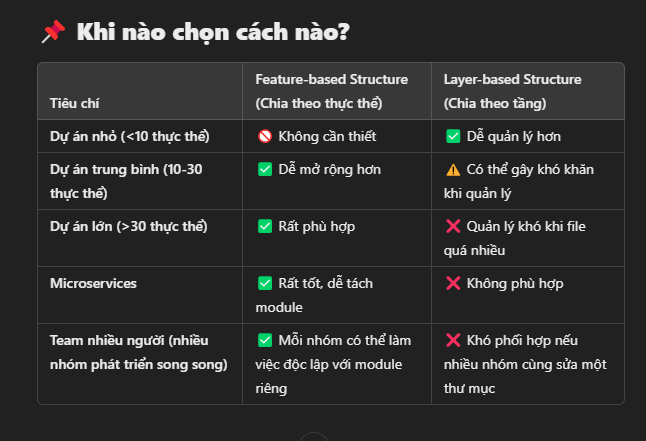 📌 Khi nào chọn cách nào?
Tiêu chí
Feature-based Structure
(Chia theo thực thể)
Layer-based Structure
(Chia theo tầng)
Dự án nhỏ (<10 thực thể)
🚫 Không cần thiết
✅ Dễ quản lý hơn
Dự án trung bình (10-30
thực thể)
✅ Dễ mở rộng hơn
⚠️ Có thể gây khó khăn
khi quản lý
Dự án lớn (>30 thực thể)
✅ Rất phù hợp
❌ Quản lý khó khi file
quá nhiều
Microservices
✅ Rất tốt, dễ tách
module
❌ Không phù hợp
Team nhiều người (nhiều
nhóm phát triển song song)
✅ Mỗi nhóm có thể làm
việc độc lập với module
riêng
❌ Khó phối hợp nếu
nhiều nhóm cùng sửa một
thư mục